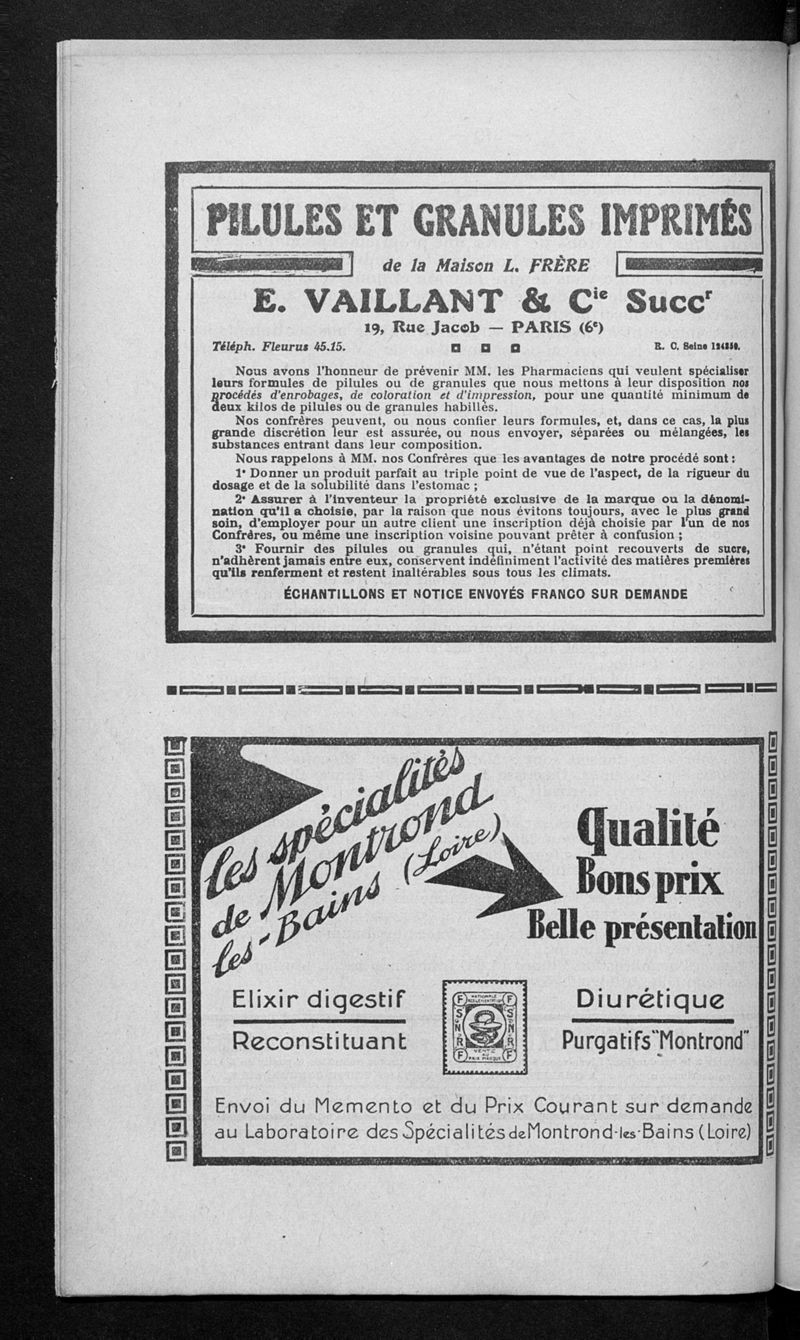 PILULES ET GRANULES IMPRIMÉS
de la Maison L. FRÈRE
E. VAILLANT & Cie Succr
19, Rue Jacob — PARIS (6e)
Téléph. Fleurus 45.15.
R. C. Seine
Nous avons l'honneur de prévenir MM. les Pharmaciens qui veulent spécialiser
leurs formules de pilules ou de granules que nous mettons à leur disposition nos
procédés d'enrobages, de coloration et d'impression, pour une quantité minimum de
deux kilos de pilules ou de granules habillés.
Nos confrères peuvent, ou nous confier leurs formules, et, dans ce cas, la plus
grande discrétion leur est assurée, ou nous envoyer, séparées ou mélangées, les
substances entrant dans leur composition.
Nous rappelons à MM. nos Confrères que les avantages de notre procédé sont :
1° Donner un produit parfait au triple point de vue de l'aspect, de la rigueur du
dosage et de la solubilité dans l'estomac ;
2° Assurer à l'inventeur la propriété exclusive de la marque ou la dénomi-
nation qu'il a choisie, par la raison que nous évitons toujours, avec le plus grand
soin, d'employer pour un autre client une inscription déjà choisie par l'un de nos
Confrères, ou même une inscription voisine pouvant prêter à confusion ;
3° Fournir des pilules ou granules qui, n'étant point recouverts de sucre,
n'adhèrent jamais entre eux, conservent indéfiniment l'activité des matières premières
qu'ils renferment et restent inaltérables sous tous les climats.
ÉCHANTILLONS ET NOTICE ENVOYÉS FRANCO SUR DEMANDE
les spécialités
de Montrond
les-Bains (Loire)
Qualité
Bons prix
Belle présentation
Elixir digestif
Reconstituant
Diurétique
Purgatifs "Montrond"
Envoi du Memento et du Prix Courant sur demande
au Laboratoire des Spécialités de Montrond-les-Bains (Loire)